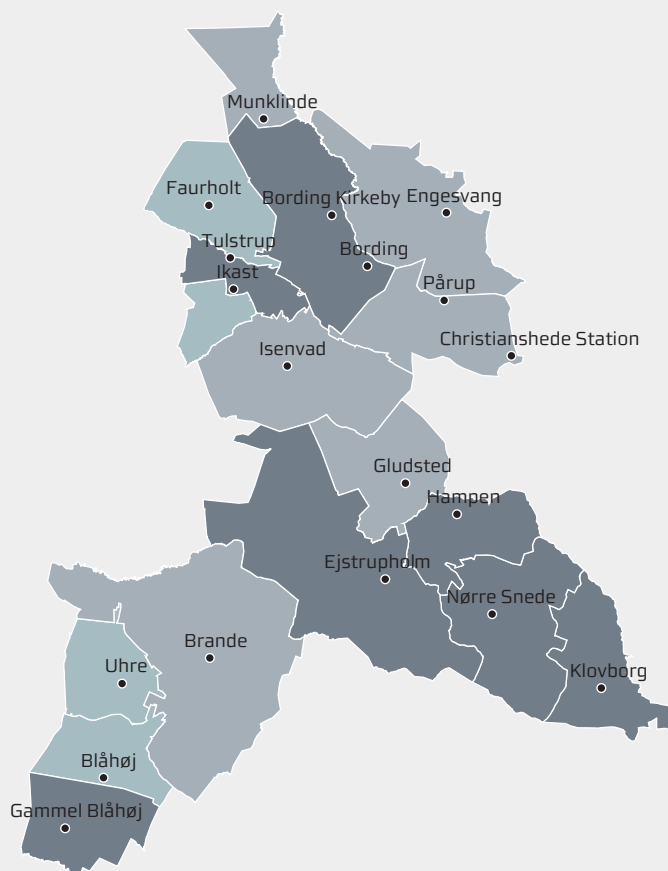 Munklinde
Faurholt
Bording Kirkeby
Engesvang
Tulstrup
Bording
Ikast
Pårup
Christianshede Station
Isenvad
Gludsted
Hampen
Ejstrupholm
Nørre Snede
Brande
Uhre
Klovborg
Blåhøj
Gammel Blåhøj